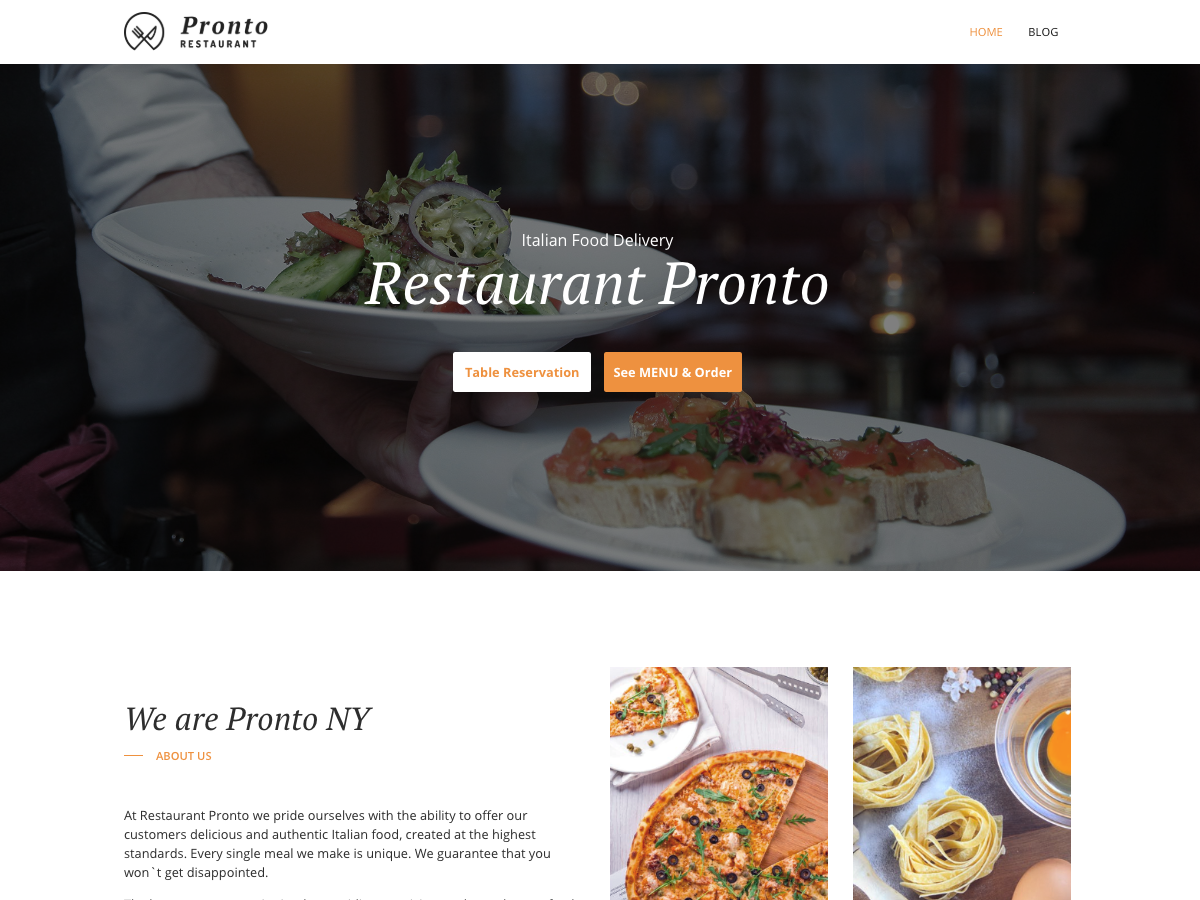 Pronto
RESTAURANT
HOME
BLOG
Italian Food Delivery
Restaurant Pronto
Table Reservation
See MENU & Order
We are Pronto NY
ABOUT US
At Restaurant Pronto we pride ourselves with the ability to offer our
customers delicious and authentic Italian food, created at the highest
standards. Every single meal we make is unique. We guarantee that you
won`t get disappointed.